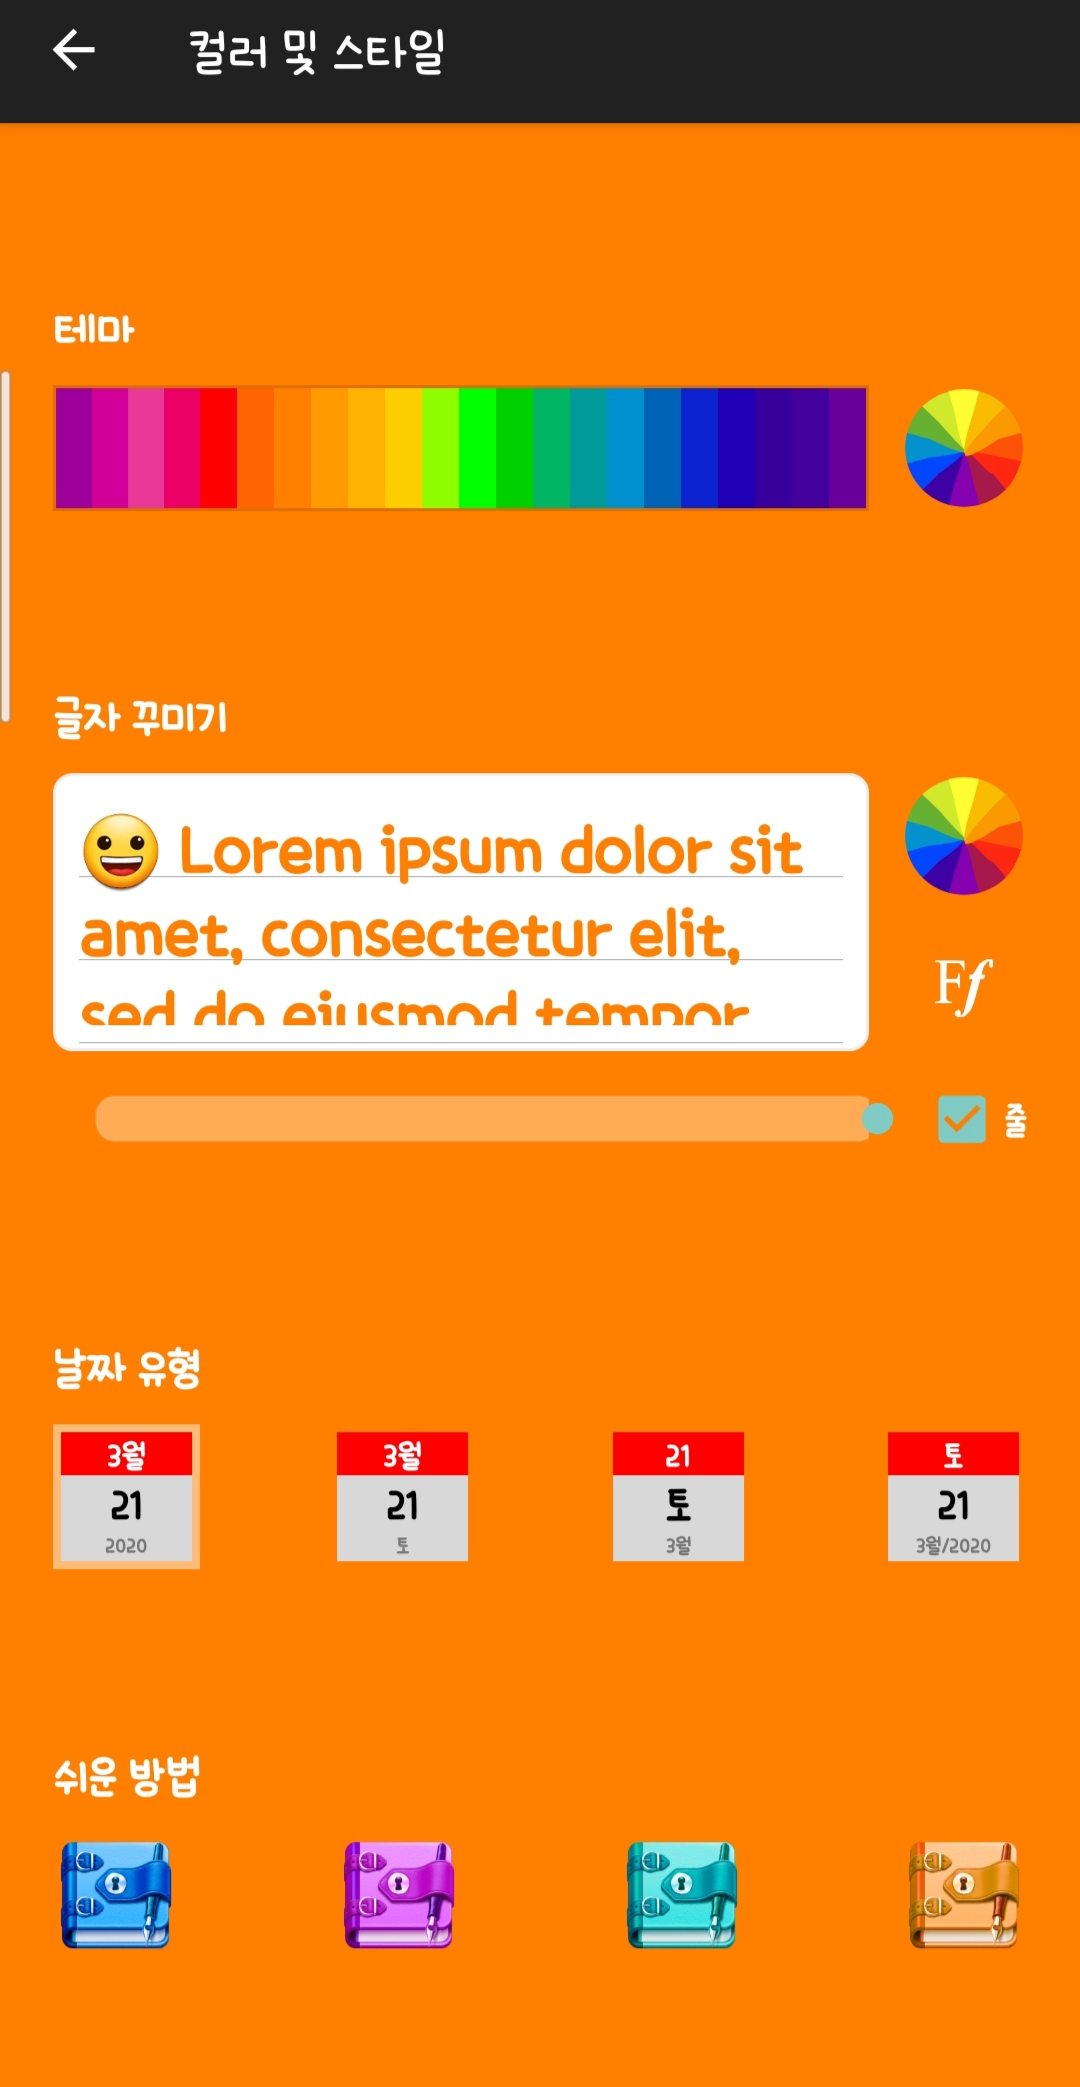 컬러 및 스타일
테마
글자 꾸미기
😀 Lorem ipsum dolor sit
amet, consectetur elit,
sed do eiusmod tempor
Ff
줄
날짜 유형
3월 3월 21 토
21 21 토 21
2020 토 3월 3월/2020
쉬운 방법